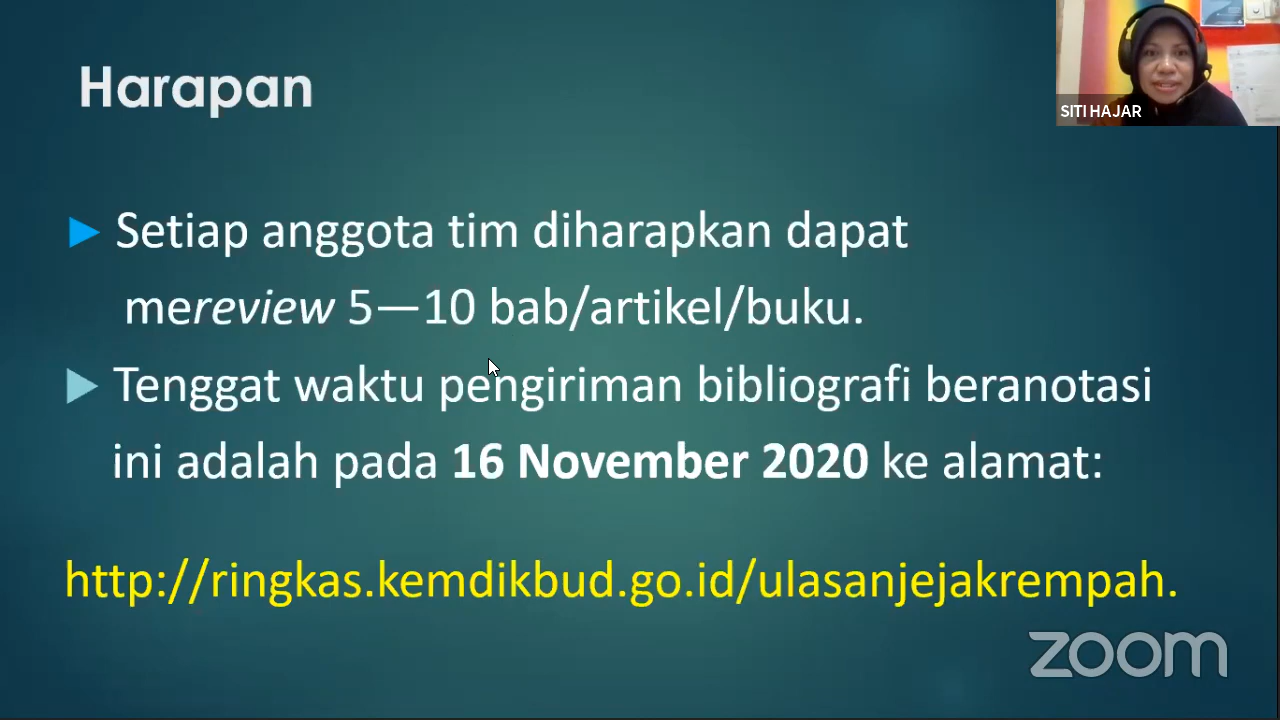 Harapan
SITI HAJAR
Setiap anggota tim diharapkan dapat
mereview 5—10 bab/artikel/buku.
Tenggat waktu pengiriman bibliografi beranotasi
ini adalah pada 16 November 2020 ke alamat:
http://ringkas.kemdikbud.go.id/ulasanjejakrempah.
zoom